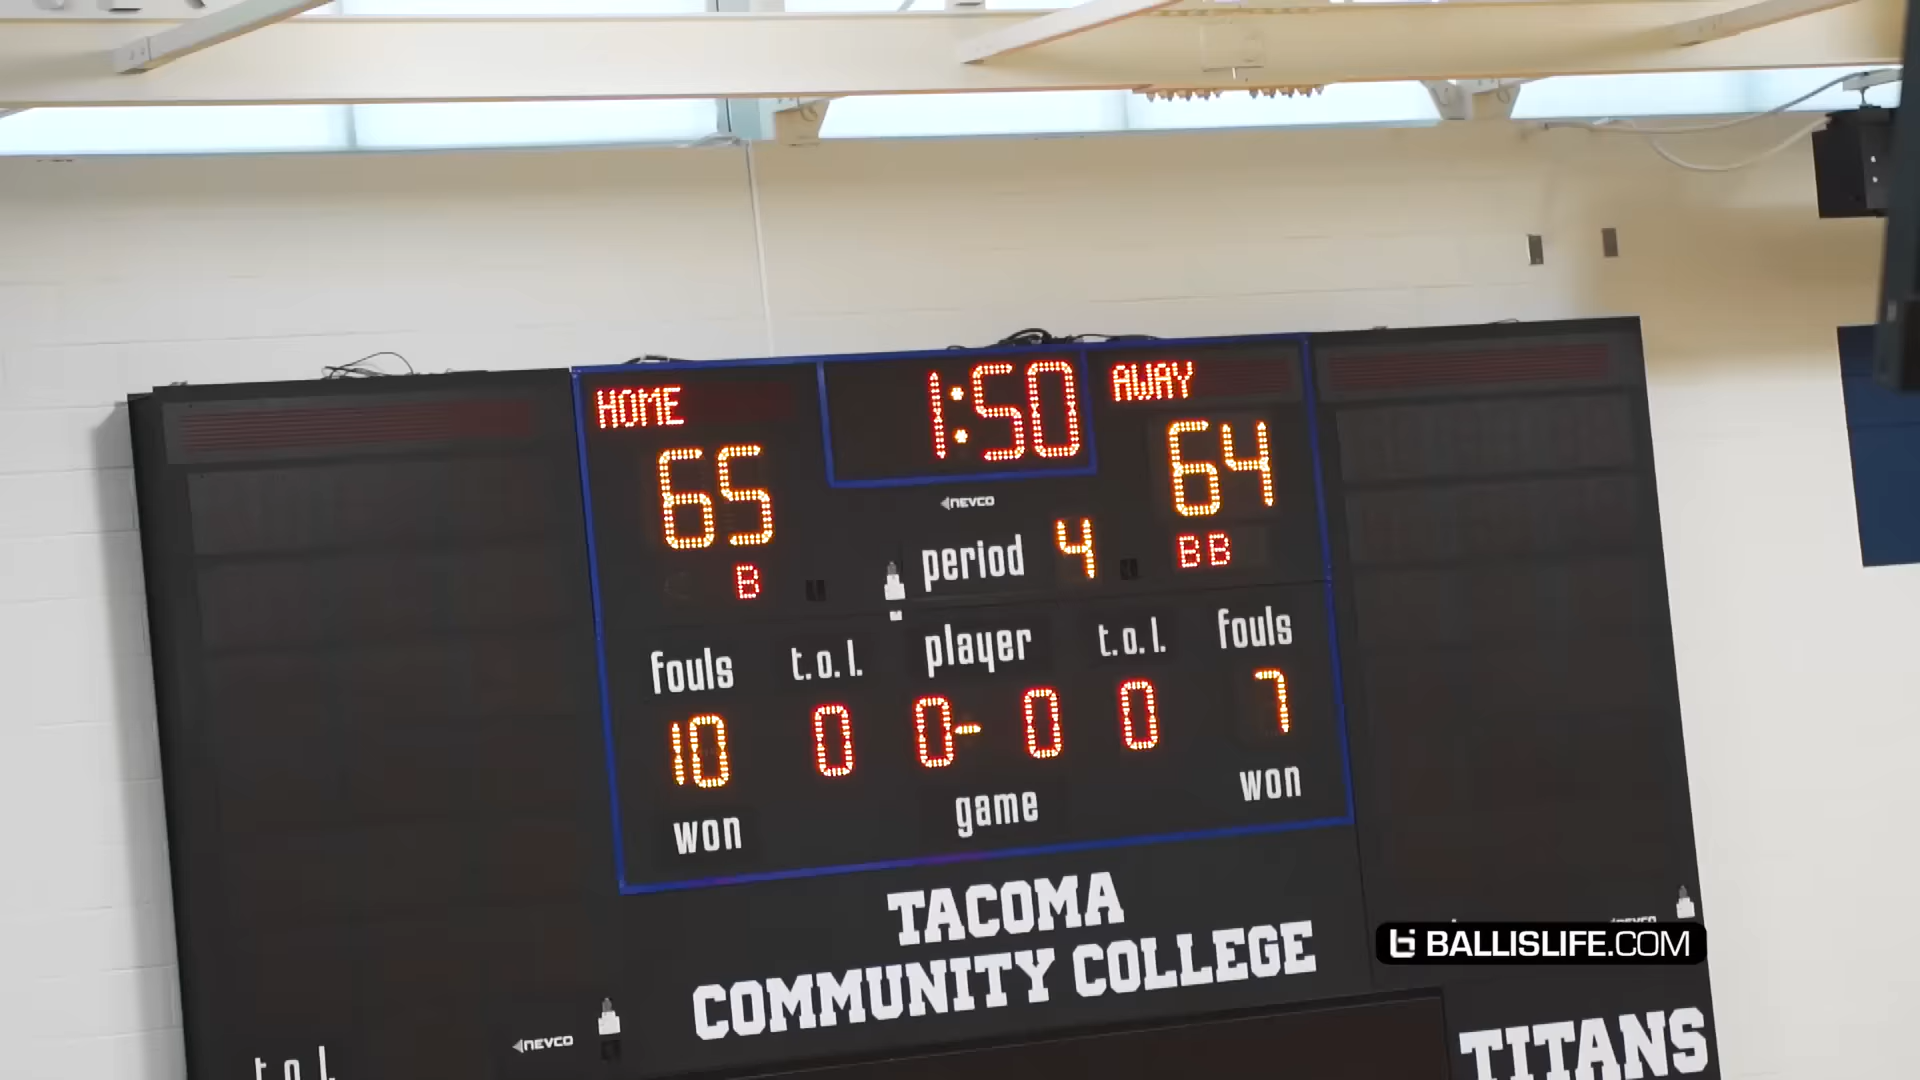 HOME
1:50
AWAY
65
64
NEVCO
period 4
B
BB
fouls
t.o.l.
player
t.o.l.
fouls
10
0
0-0
0
7
won
game
won
TACOMA
COMMUNITY COLLEGE
NEVCO
BALLISLIFE.COM
NEVCO
t.o.l.
TITANS